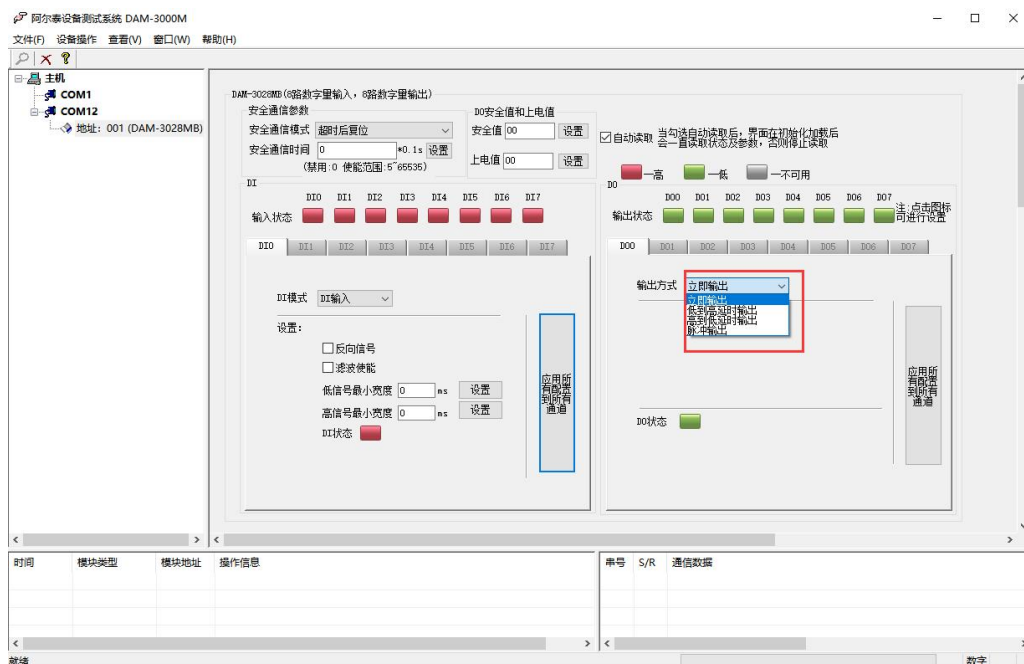 阿尔泰设备测试系统 DAM-3000M
文件(F) 设备操作 查看(V) 窗口(W) 帮助(H)
主机
COM1
COM12
地址：001 (DAM-3028MB)
DAM-3028MB(8路数字量输入，8路数字量输出)
安全通信参数
安全通信模式 超时后复位
安全通信时间 0 *0.1s 设置
(禁用:0 使能范围:5~65535)
DO安全值和上电值
安全值 00 设置
上电值 00 设置
自动读取 当勾选自动读取后，界面在初始化加载后
会一直读取状态及参数，否则停止读取
—高 —低 —不可用
DI
DI0 DI1 DI2 DI3 DI4 DI5 DI6 DI7
输入状态
DI0 DI1 DI2 DI3 DI4 DI5 DI6 DI7
DI模式 DI输入
设置:
反向信号
滤波使能
低信号最小宽度 0 ms 设置
高信号最小宽度 0 ms 设置
DI状态
应用所
有配置
到所有
通道
DO
DO0 DO1 DO2 DO3 DO4 DO5 DO6 DO7
输出状态
注:点击图标
可进行设置
DO0 DO1 DO2 DO3 DO4 DO5 DO6 DO7
输出方式 立即输出
立即输出
低到高延时输出
高到低延时输出
脉冲输出
DO状态
应用所
有配置
到所有
通道
时间 模块类型 模块地址 操作信息
串号 S/R 通信数据
就绪
数字